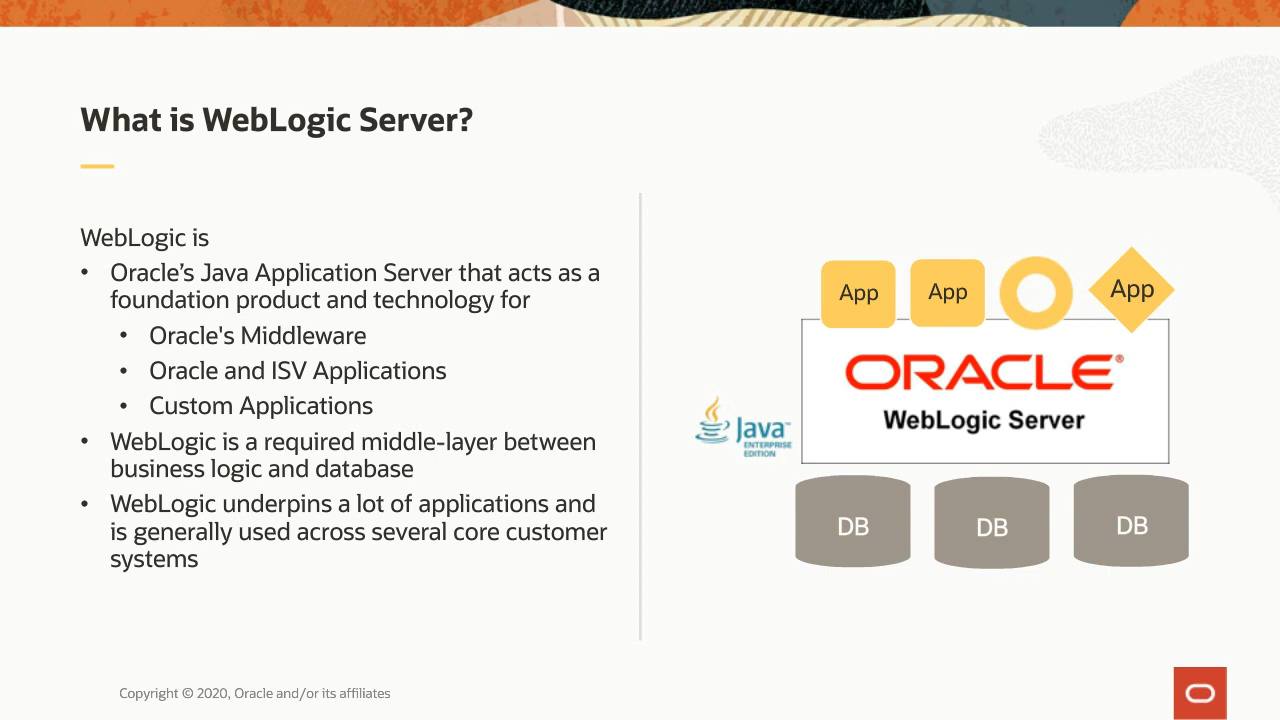 What is WebLogic Server?
WebLogic is
• Oracle’s Java Application Server that acts as a
foundation product and technology for
• Oracle's Middleware
• Oracle and ISV Applications
• Custom Applications
• WebLogic is a required middle-layer between
business logic and database
• WebLogic underpins a lot of applications and
is generally used across several core customer
systems
App App App
ORACLE®
WebLogic Server
Java™
ENTERPRISE
EDITION
DB DB DB
Copyright © 2020, Oracle and/or its affiliates